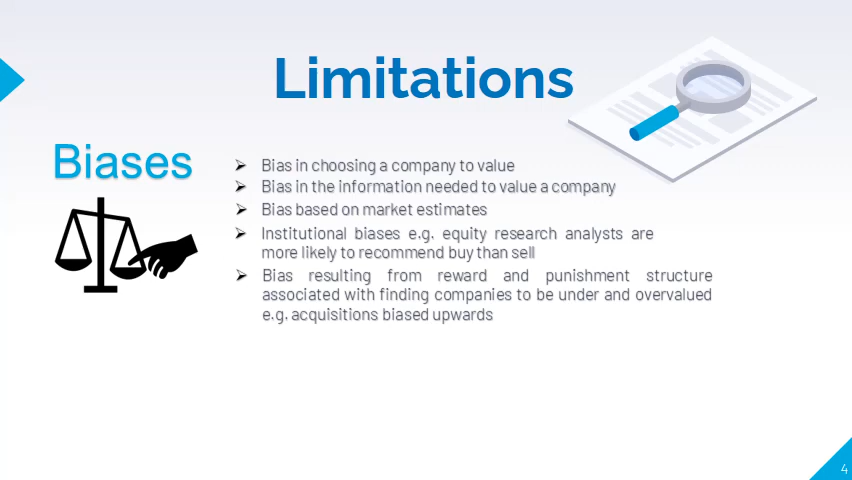 Limitations
Biases
➢ Bias in choosing a company to value
➢ Bias in the information needed to value a company
➢ Bias based on market estimates
➢ Institutional biases e.g. equity research analysts are
more likely to recommend buy than sell
➢ Bias resulting from reward and punishment structure
associated with finding companies to be under and overvalued
e.g. acquisitions biased upwards
4